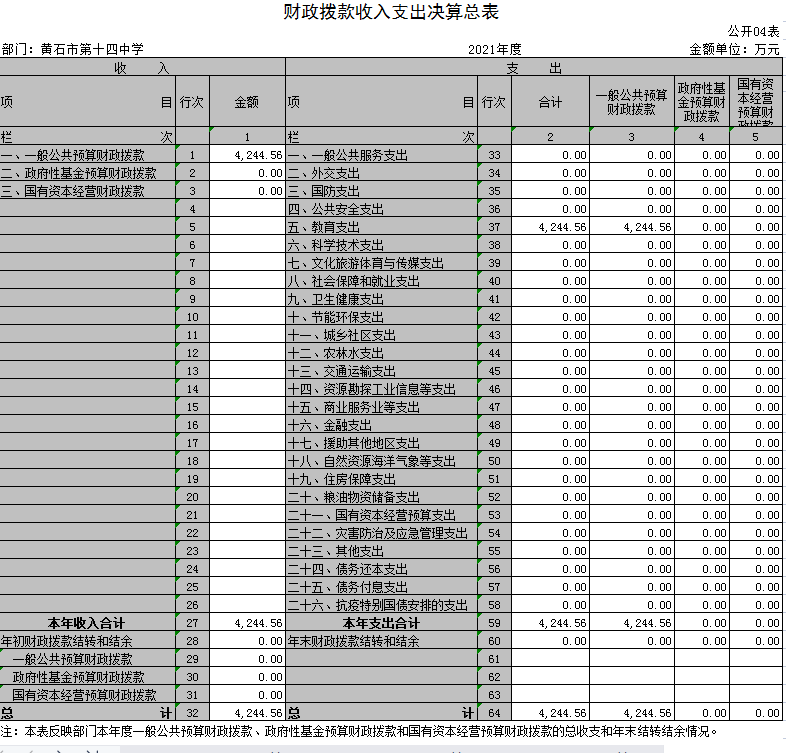 财政拨款收入支出决算总表
公开04表
部门：黄石市第十四中学 2021年度 金额单位：万元
收 入 支 出
项 目 行次 金额 项 目 行次 合计 一般公共预算财政拨款 政府性基金预算财政拨款 国有资本经营预算财政拨款
栏 次 1 栏 次 2 3 4 5
一、一般公共预算财政拨款 1 4,244.56 一、一般公共服务支出 33 0.00 0.00 0.00 0.00
二、政府性基金预算财政拨款 2 0.00 二、外交支出 34 0.00 0.00 0.00 0.00
三、国有资本经营财政拨款 3 0.00 三、国防支出 35 0.00 0.00 0.00 0.00
4 四、公共安全支出 36 0.00 0.00 0.00 0.00
5 五、教育支出 37 4,244.56 4,244.56 0.00 0.00
6 六、科学技术支出 38 0.00 0.00 0.00 0.00
7 七、文化旅游体育与传媒支出 39 0.00 0.00 0.00 0.00
8 八、社会保障和就业支出 40 0.00 0.00 0.00 0.00
9 九、卫生健康支出 41 0.00 0.00 0.00 0.00
10 十、节能环保支出 42 0.00 0.00 0.00 0.00
11 十一、城乡社区支出 43 0.00 0.00 0.00 0.00
12 十二、农林水支出 44 0.00 0.00 0.00 0.00
13 十三、交通运输支出 45 0.00 0.00 0.00 0.00
14 十四、资源勘探工业信息等支出 46 0.00 0.00 0.00 0.00
15 十五、商业服务业等支出 47 0.00 0.00 0.00 0.00
16 十六、金融支出 48 0.00 0.00 0.00 0.00
17 十七、援助其他地区支出 49 0.00 0.00 0.00 0.00
18 十八、自然资源海洋气象等支出 50 0.00 0.00 0.00 0.00
19 十九、住房保障支出 51 0.00 0.00 0.00 0.00
20 二十、粮油物资储备支出 52 0.00 0.00 0.00 0.00
21 二十一、国有资本经营预算支出 53 0.00 0.00 0.00 0.00
22 二十二、灾害防治及应急管理支出 54 0.00 0.00 0.00 0.00
23 二十三、其他支出 55 0.00 0.00 0.00 0.00
24 二十四、债务还本支出 56 0.00 0.00 0.00 0.00
25 二十五、债务付息支出 57 0.00 0.00 0.00 0.00
26 二十六、抗疫特别国债安排的支出 58 0.00 0.00 0.00 0.00
本年收入合计 27 4,244.56 本年支出合计 59 4,244.56 4,244.56 0.00 0.00
年初财政拨款结转和结余 28 0.00 年末财政拨款结转和结余 60 0.00 0.00 0.00 0.00
一般公共预算财政拨款 29 0.00 61
政府性基金预算财政拨款 30 0.00 62
国有资本经营预算财政拨款 31 0.00 63
总 计 32 4,244.56 总 计 64 4,244.56 4,244.56 0.00 0.00
注：本表反映部门本年度一般公共预算财政拨款、政府性基金预算财政拨款和国有资本经营预算财政拨款的总收支和年末结转结余情况。